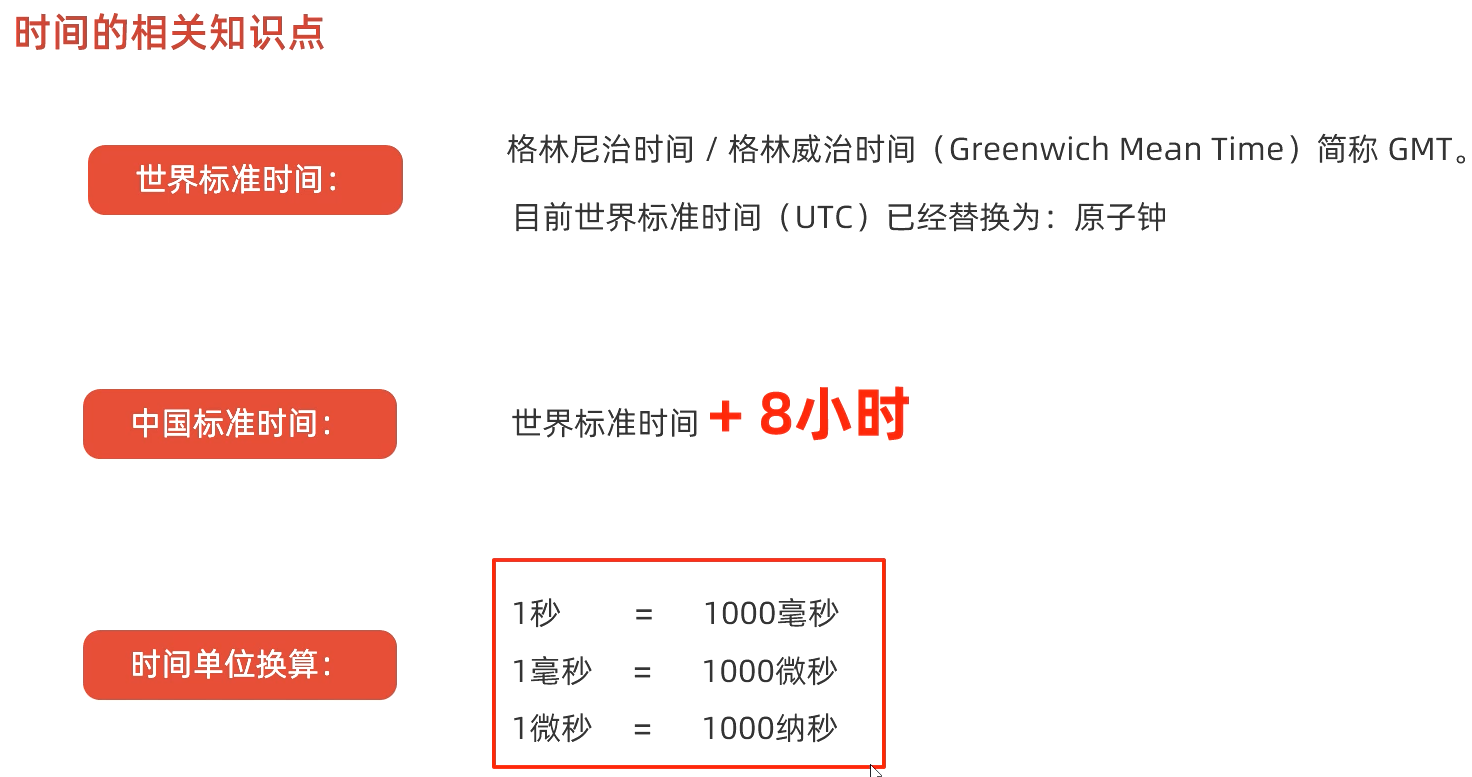 时间的相关知识点
世界标准时间：
格林尼治时间 / 格林威治时间（Greenwich Mean Time）简称 GMT。
目前世界标准时间（UTC）已经替换为：原子钟
中国标准时间：
世界标准时间 + 8小时
时间单位换算：
1秒 = 1000毫秒
1毫秒 = 1000微秒
1微秒 = 1000纳秒